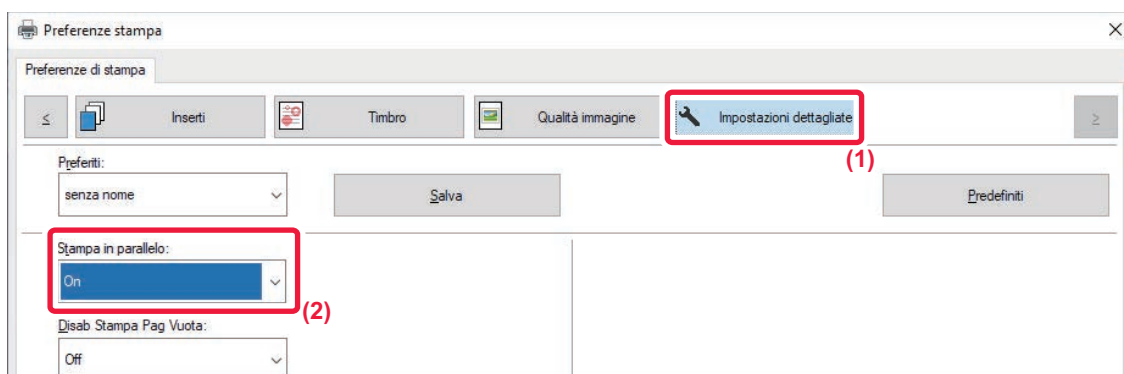 Preferenze stampa
Preferenze di stampa
≤ Inserti Timbro Qualità immagine Impostazioni dettagliate ≥
(1)
Preferiti:
senza nome Salva Predefiniti
Stampa in parallelo:
On
(2)
Disab Stampa Pag Vuota:
Off